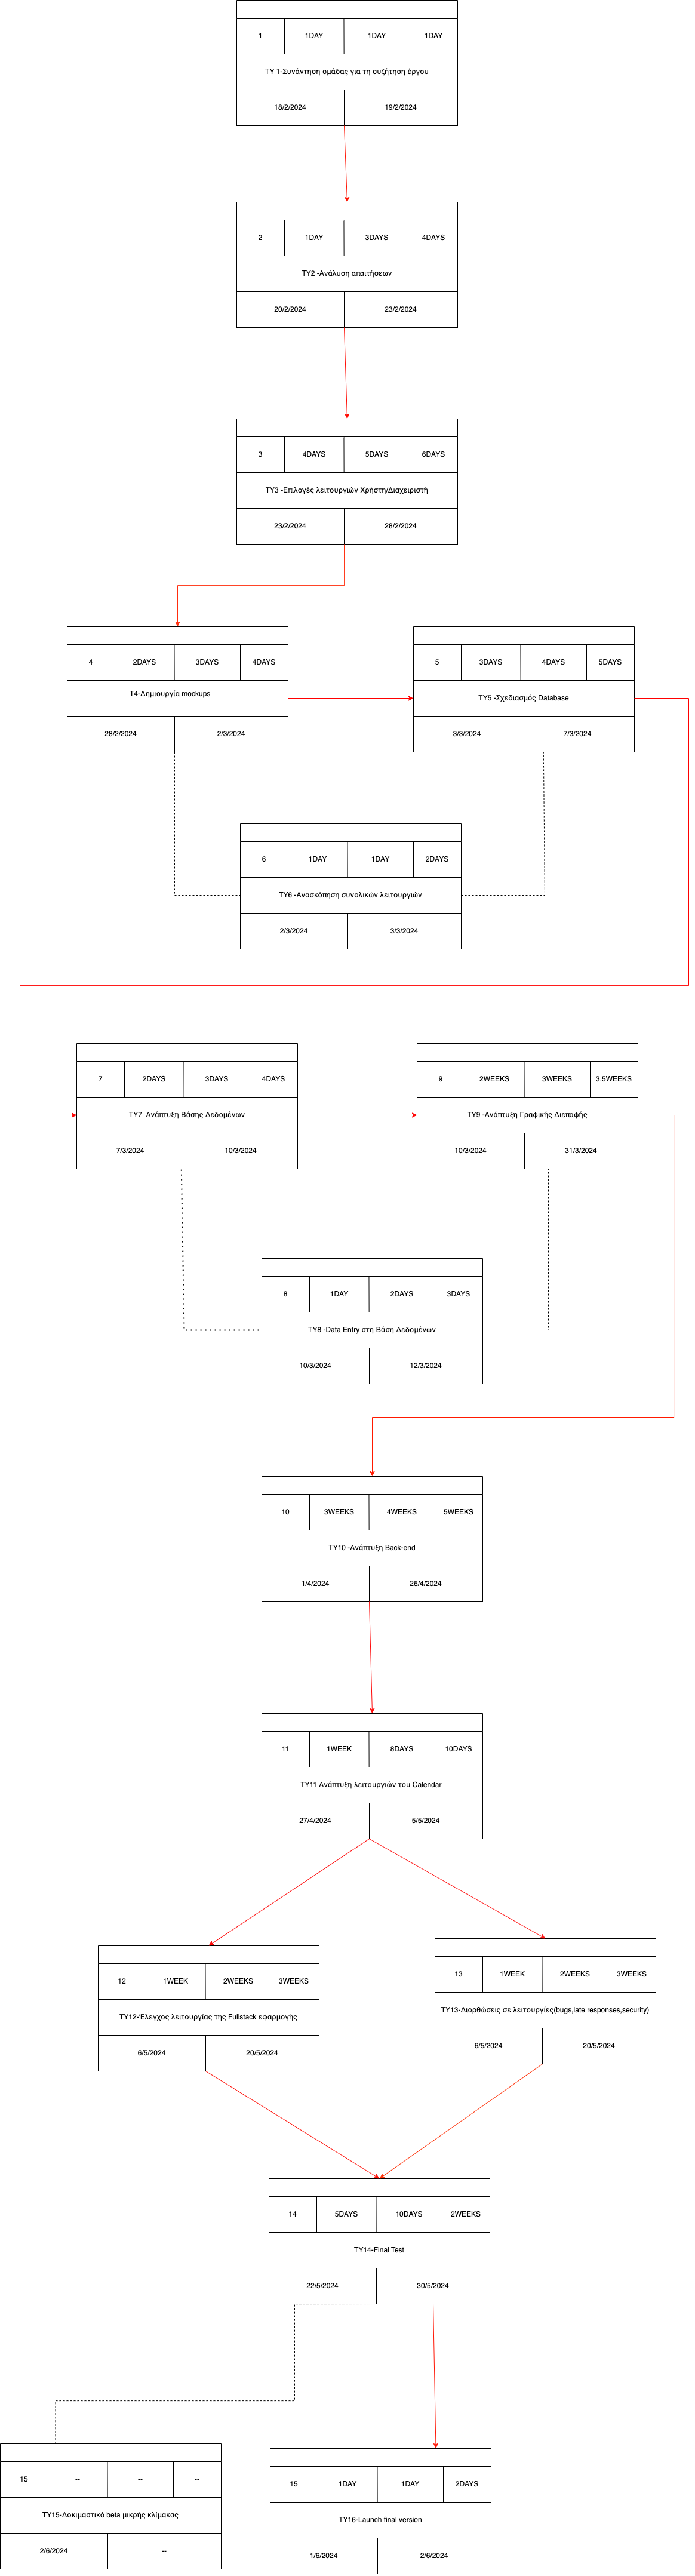 1 1DAY 1DAY 1DAY
TY 1-Συνάντηση ομάδας για τη συζήτηση έργου
18/2/2024 19/2/2024
2 1DAY 3DAYS 4DAYS
TY2 -Ανάλυση απαιτήσεων
20/2/2024 23/2/2024
3 4DAYS 5DAYS 6DAYS
TY3 -Επιλογές λειτουργιών Χρήστη/Διαχειριστή
23/2/2024 28/2/2024
4 2DAYS 3DAYS 4DAYS
T4-Δημιουργία mockups
28/2/2024 2/3/2024
5 3DAYS 4DAYS 5DAYS
TY5 -Σχεδιασμός Database
3/3/2024 7/3/2024
6 1DAY 1DAY 2DAYS
TY6 -Ανασκόπηση συνολικών λειτουργιών
2/3/2024 3/3/2024
7 2DAYS 3DAYS 4DAYS
TY7 Ανάπτυξη Βάσης Δεδομένων
7/3/2024 10/3/2024
9 2WEEKS 3WEEKS 3.5WEEKS
TY9 -Ανάπτυξη Γραφικής Διεπαφής
10/3/2024 31/3/2024
8 1DAY 2DAYS 3DAYS
TY8 -Data Entry στη Βάση Δεδομένων
10/3/2024 12/3/2024
10 3WEEKS 4WEEKS 5WEEKS
TY10 -Ανάπτυξη Back-end
1/4/2024 26/4/2024
11 1WEEK 8DAYS 10DAYS
TY11 Ανάπτυξη λειτουργιών του Calendar
27/4/2024 5/5/2024
12 1WEEK 2WEEKS 3WEEKS
TY12-Έλεγχος λειτουργίας της Fullstack εφαρμογής
6/5/2024 20/5/2024
13 1WEEK 2WEEKS 3WEEKS
TY13-Διορθώσεις σε λειτουργίες(bugs,late responses,security)
6/5/2024 20/5/2024
14 5DAYS 10DAYS 2WEEKS
TY14-Final Test
22/5/2024 30/5/2024
15 -- -- --
TY15-Δοκιμαστικό beta μικρής κλίμακας
2/6/2024 --
15 1DAY 1DAY 2DAYS
TY16-Launch final version
1/6/2024 2/6/2024